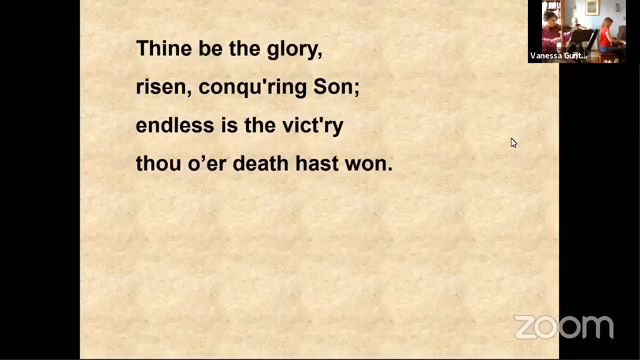 Thine be the glory,
risen, conqu'ring Son;
endless is the vict'ry
thou o’er death hast won.
Vanessa Gunt...
zoom